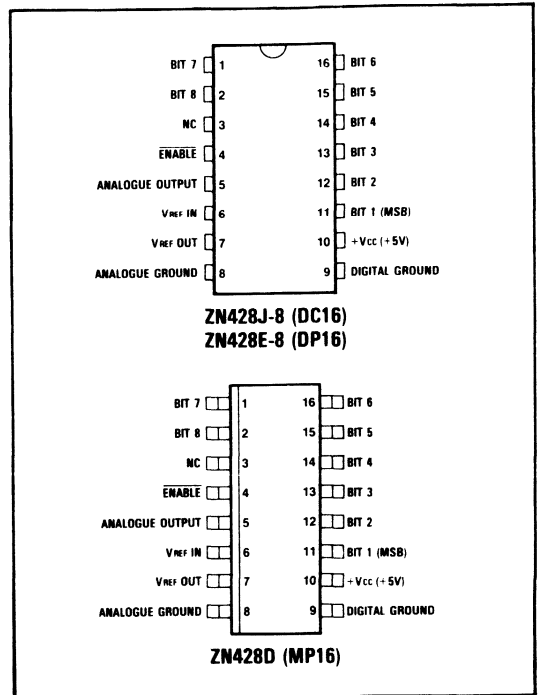 BIT 7 1 16 BIT 6
BIT 8 2 15 BIT 5
NC 3 14 BIT 4
ENABLE 4 13 BIT 3
ANALOGUE OUTPUT 5 12 BIT 2
VREF IN 6 11 BIT 1 (MSB)
VREF OUT 7 10 +VCC (+5V)
ANALOGUE GROUND 8 9 DIGITAL GROUND
ZN428J-8 (DC16)
ZN428E-8 (DP16)
BIT 7 1 16 BIT 6
BIT 8 2 15 BIT 5
NC 3 14 BIT 4
ENABLE 4 13 BIT 3
ANALOGUE OUTPUT 5 12 BIT 2
VREF IN 6 11 BIT 1 (MSB)
VREF OUT 7 10 +VCC (+5V)
ANALOGUE GROUND 8 9 DIGITAL GROUND
ZN428D (MP16)